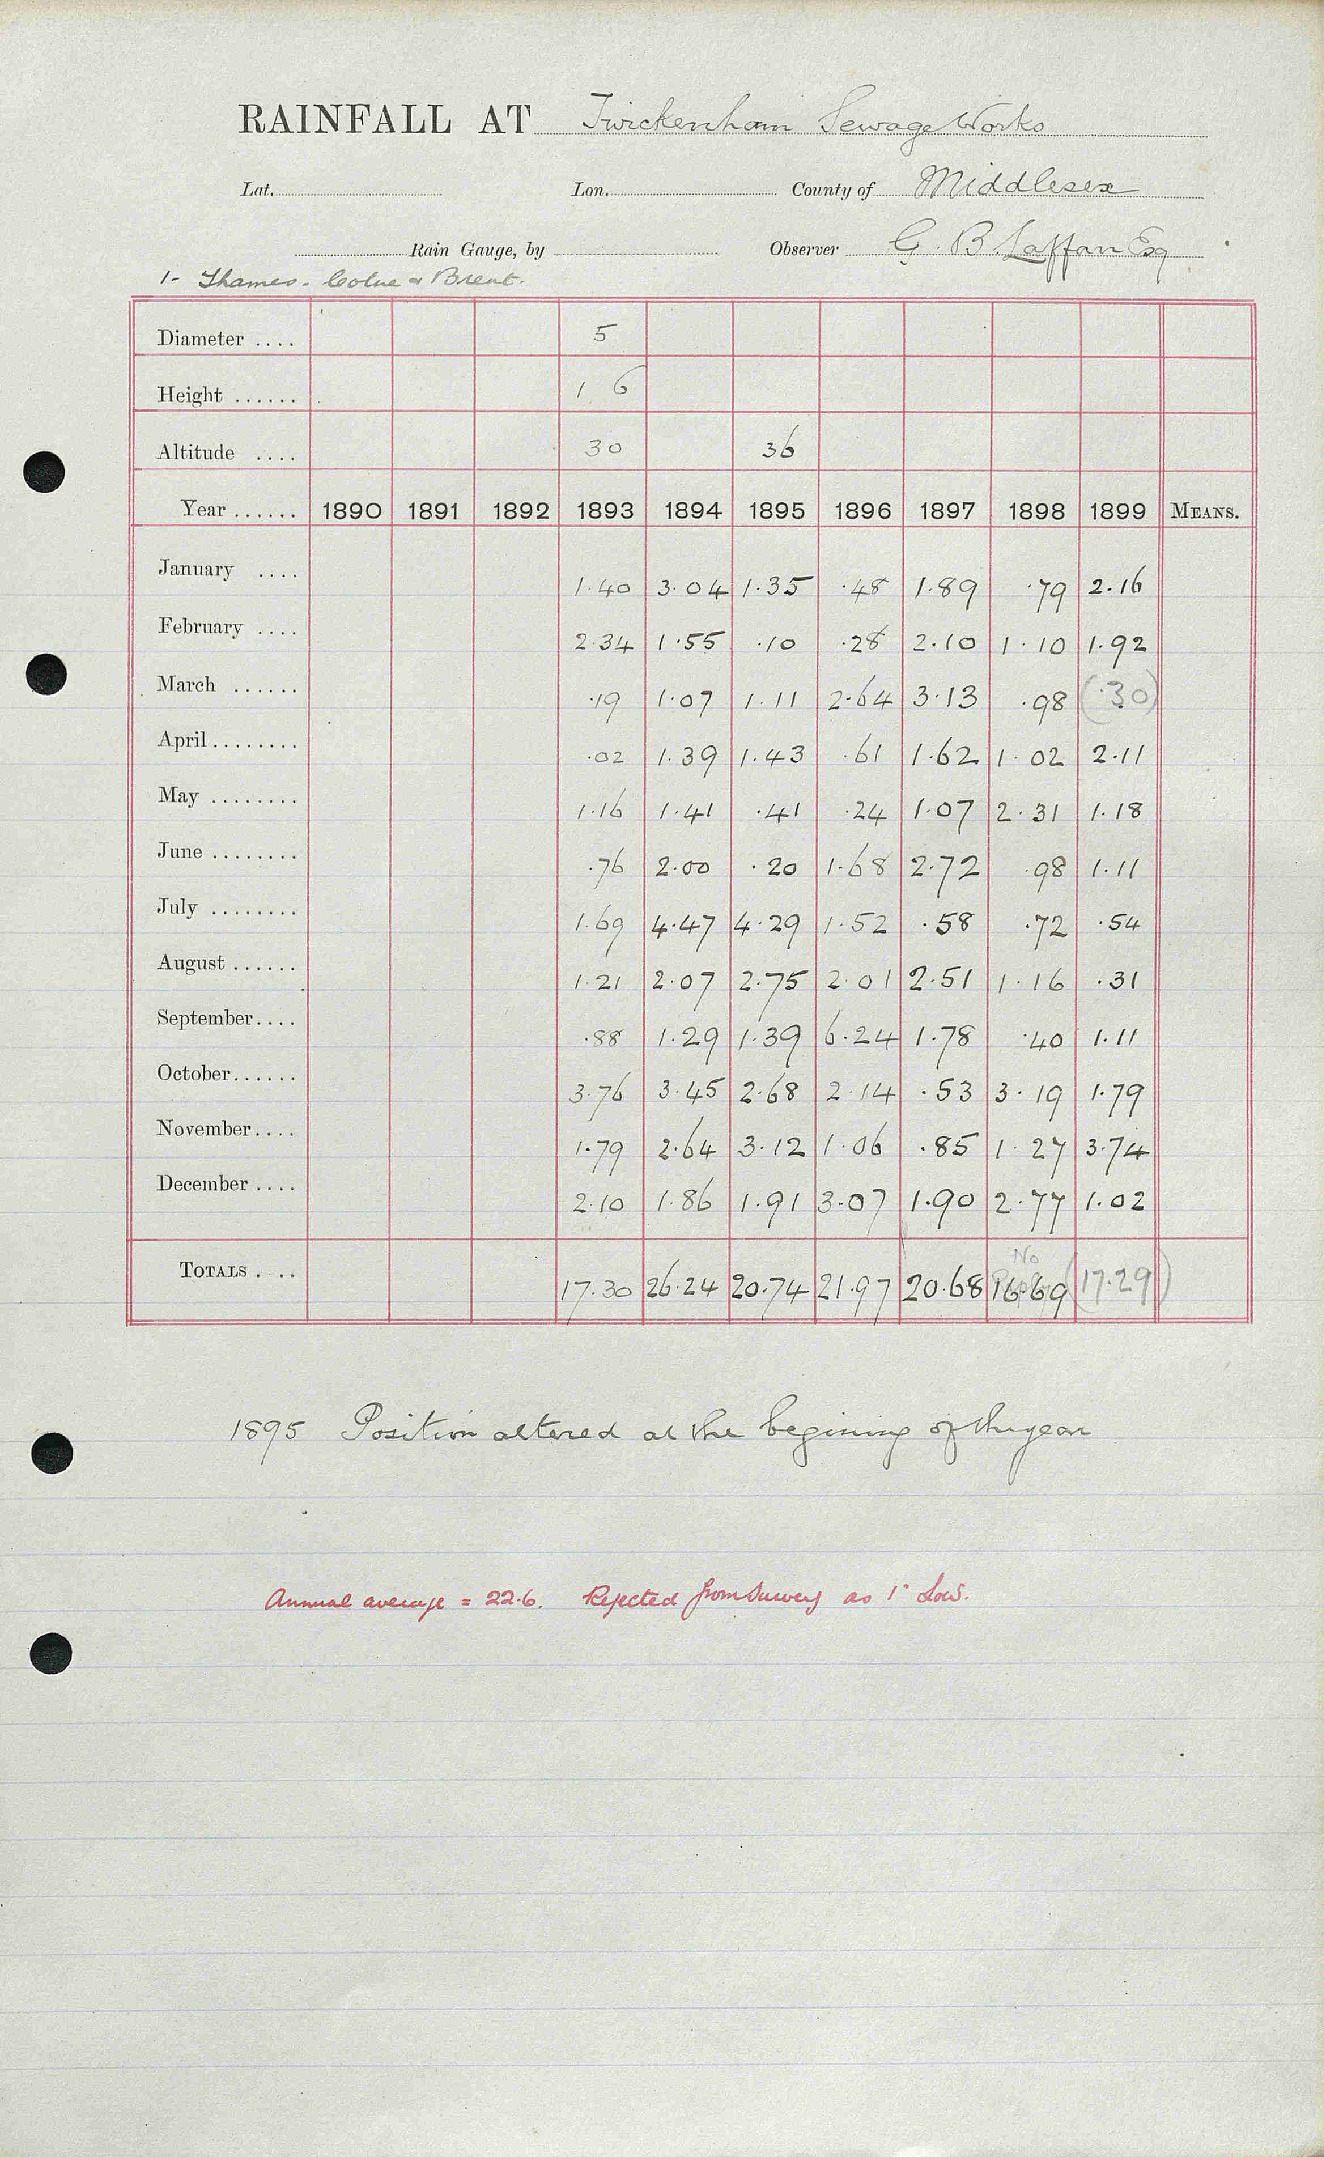 RAINFALL AT Twickenham Sewage Works
Lat. Lon. County of Middlesex
Rain Gauge, by Observer G. B. Laffan Esq
1- Thames. Colne & Brent.
Diameter .... 5
Height ...... 1 6
Altitude .... 30 36
Year ...... 1890 1891 1892 1893 1894 1895 1896 1897 1898 1899 MEANS.
January .... 1.40 3.04 1.35 .48 1.89 .79 2.16
February .... 2.34 1.55 .10 .28 2.10 1.10 1.92
March ...... .19 1.07 1.11 2.64 3.13 .98 (.30)
April ........ .02 1.39 1.43 .61 1.62 1.02 2.11
May ........ 1.16 1.41 .41 .24 1.07 2.31 1.18
June ........ .76 2.00 .20 1.68 2.72 .98 1.11
July ........ 1.69 4.47 4.29 1.52 .58 .72 .54
August ...... 1.21 2.07 2.75 2.01 2.51 1.16 .31
September.... .88 1.29 1.39 6.24 1.78 .40 1.11
October...... 3.76 3.45 2.68 2.14 .53 3.19 1.79
November.... 1.79 2.64 3.12 1.06 .85 1.27 3.74
December .... 2.10 1.86 1.91 3.07 1.90 2.77 1.02
No
TOTALS . .. 17.30 26.24 20.74 21.97 20.68 16.69 (17.29)
1895 Position altered at the begining of the year
Annual average = 22.6. Rejected from Survey as 1" Low.